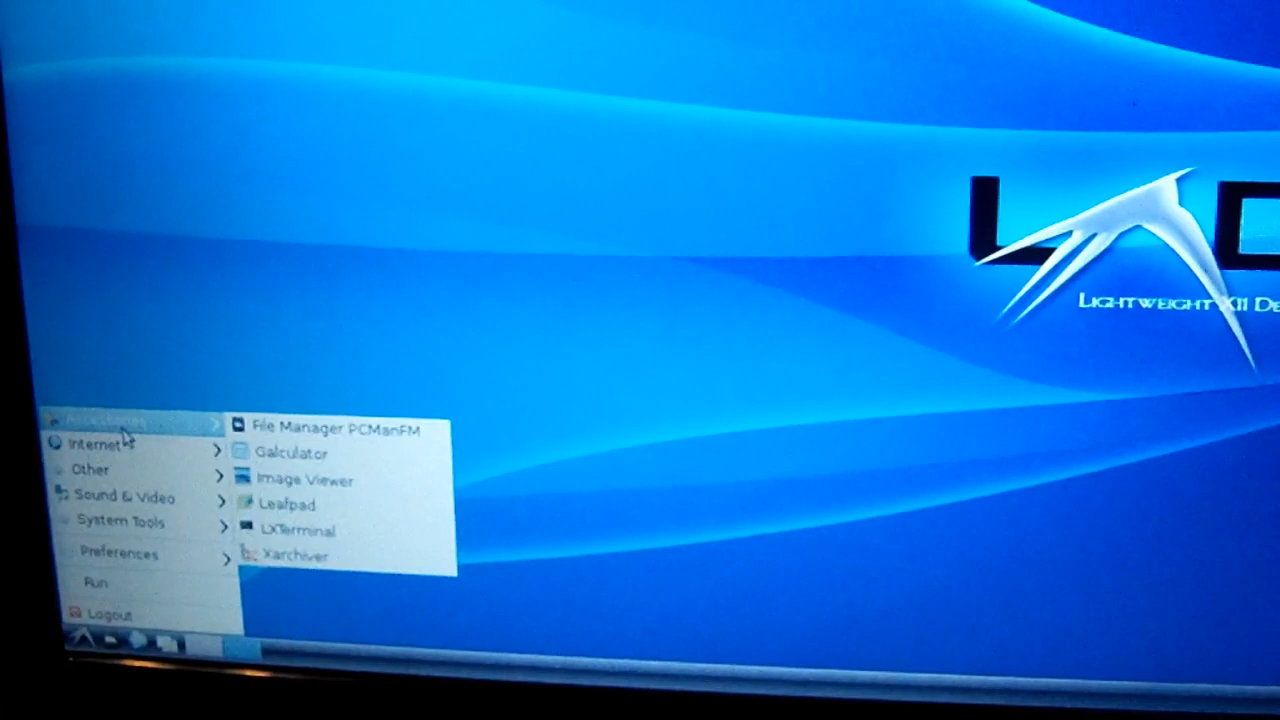 L D
LIGHTWEIGHT X11 DE
File Manager PCManFM
Internet
Galculator
Other
Image Viewer
Sound & Video
Leafpad
System Tools
LXTerminal
Preferences
Xarchiver
Run
Logout